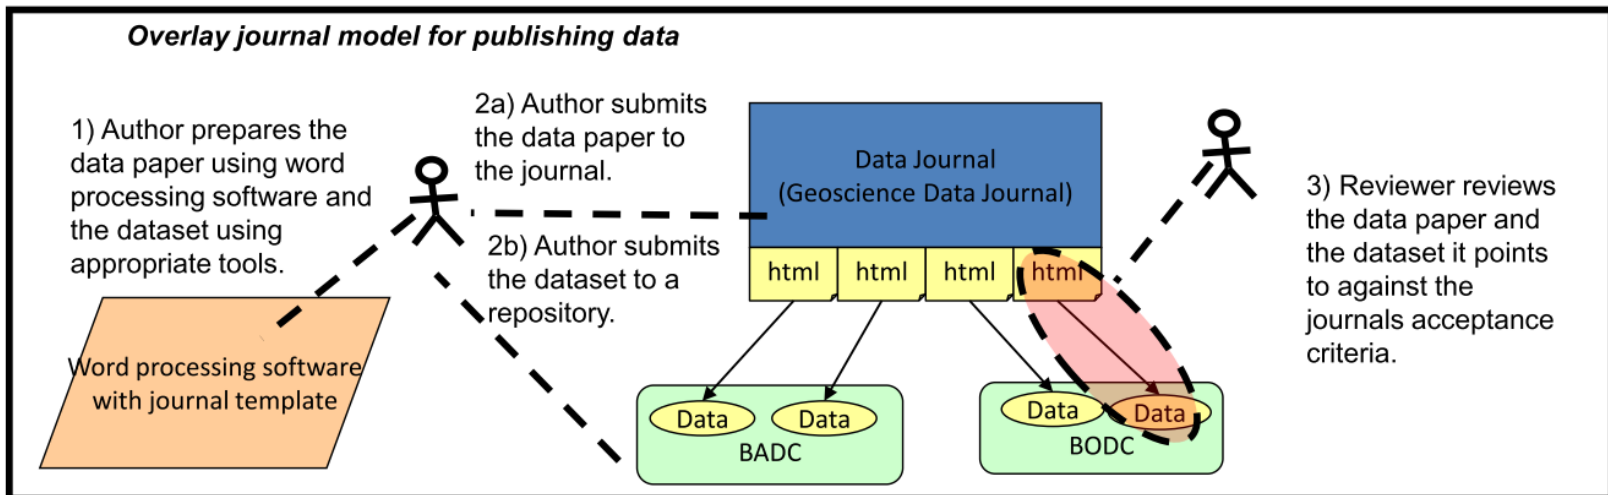 Overlay journal model for publishing data
1) Author prepares the
data paper using word
processing software and
the dataset using
appropriate tools.
Word processing software
with journal template
2a) Author submits
the data paper to
the journal.
2b) Author submits
the dataset to a
repository.
Data Journal
(Geoscience Data Journal)
html html html html
Data Data
BADC
Data Data
BODC
3) Reviewer reviews
the data paper and
the dataset it points
to against the
journals acceptance
criteria.